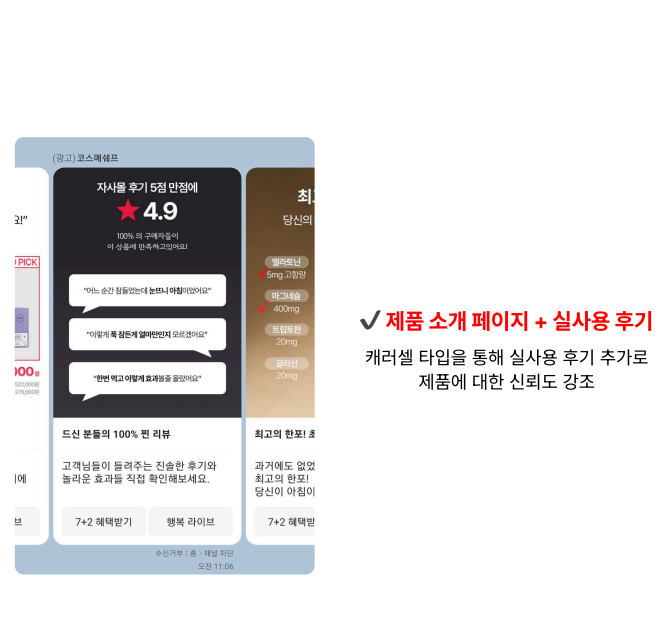 (광고) 코스메쉐프
요!”
PICK
000원
522,000원
279,000원
에
브
자사몰 후기 5점 만점에
★ 4.9
100% 의 구매자들이
이 상품에 만족하고있어요!
“어느 순간 잠들었는데 눈뜨니 아침이었어요”
“이렇게 푹 잠든게 얼마만인지 모르겠어요”
“한번 먹고 이렇게 효과볼줄 몰랐어요”
드신 분들의 100% 찐 리뷰
고객님들이 들려주는 진솔한 후기와
놀라운 효과들 직접 확인해보세요.
7+2 혜택받기
행복 라이브
최고
당신의
멜라토닌
✓5mg 고함량
마그네슘
✓ 400mg
트립토판
20mg
글리신
20mg
최고의 한포! 최
과거에도 없었
최고의 한포!
당신이 아침이
7+2 혜택받
수신거부 | 홈 > 채널 차단
오전 11:06
✔ 제품 소개 페이지 + 실사용 후기
캐러셀 타입을 통해 실사용 후기 추가로
제품에 대한 신뢰도 강조